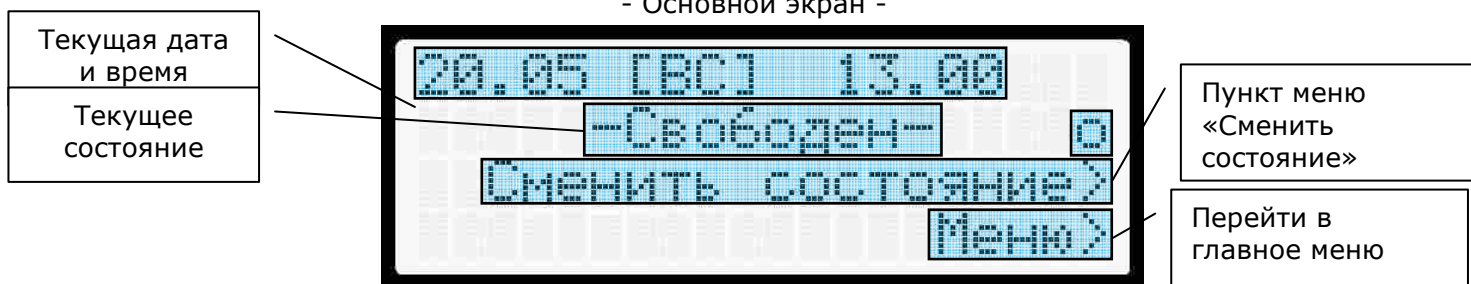 - Основной экран -
Текущая дата
и время
Текущее
состояние
20.05 [ВС] 13.00
-Свободен-
o
Сменить состояние>
Меню>
Пункт меню
«Сменить
состояние»
Перейти в
главное меню